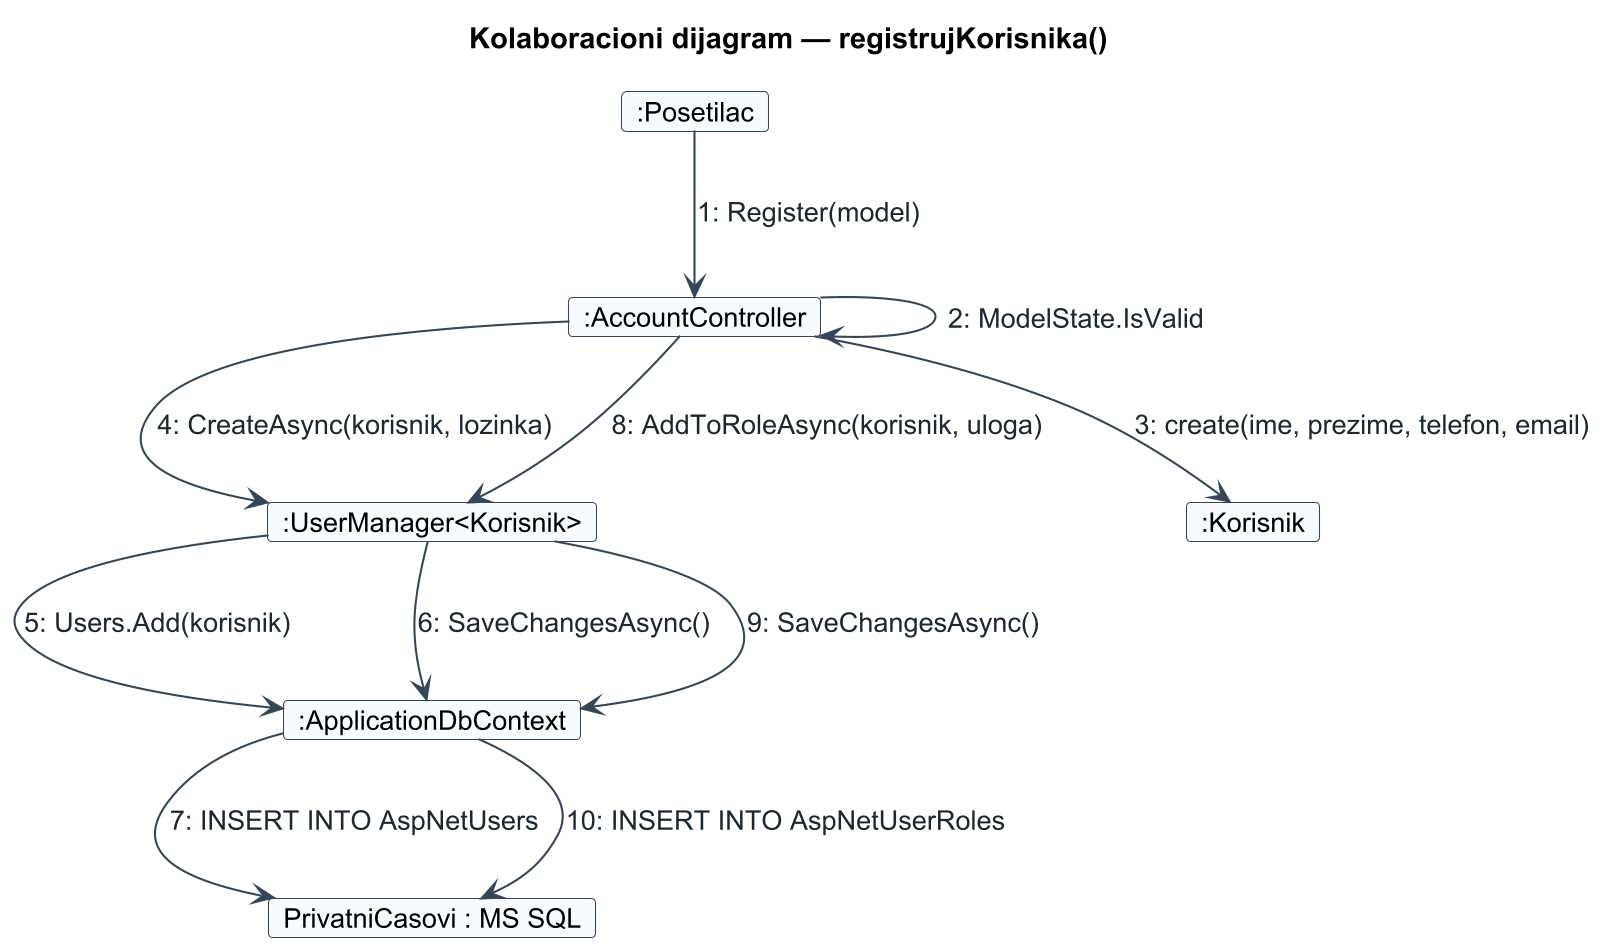 Kolaboracioni dijagram — registrujKorisnika()
:Posetilac
1: Register(model)
:AccountController
2: ModelState.IsValid
4: CreateAsync(korisnik, lozinka)
8: AddToRoleAsync(korisnik, uloga)
3: create(ime, prezime, telefon, email)
:UserManager<Korisnik>
:Korisnik
5: Users.Add(korisnik)
6: SaveChangesAsync()
9: SaveChangesAsync()
:ApplicationDbContext
7: INSERT INTO AspNetUsers
10: INSERT INTO AspNetUserRoles
PrivatniCasovi : MS SQL